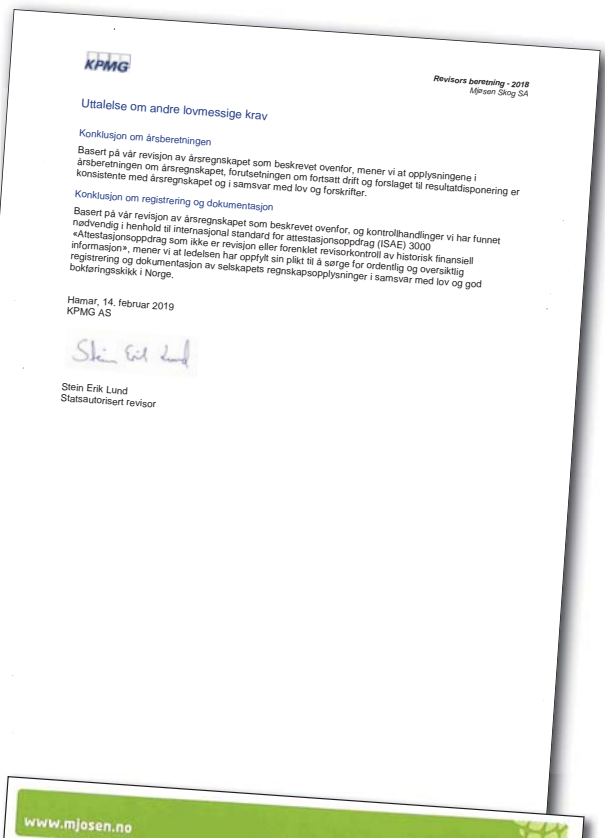 KPMG
Revisors beretning - 2018
Mjøsen Skog SA
Uttalelse om andre lovmessige krav
Konklusjon om årsberetningen
Basert på vår revisjon av årsregnskapet som beskrevet ovenfor, mener vi at opplysningene i
årsberetningen om årsregnskapet, forutsetningen om fortsatt drift og forslaget til resultatdisponering er
konsistente med årsregnskapet og i samsvar med lov og forskrifter.
Konklusjon om registrering og dokumentasjon
Basert på vår revisjon av årsregnskapet som beskrevet ovenfor, og kontrollhandlinger vi har funnet
nødvendig i henhold til internasjonal standard for attestasjonsoppdrag (ISAE) 3000
«Attestasjonsoppdrag som ikke er revisjon eller forenklet revisorkontroll av historisk finansiell
informasjon», mener vi at ledelsen har oppfylt sin plikt til å sørge for ordentlig og oversiktlig
registrering og dokumentasjon av selskapets regnskapsopplysninger i samsvar med lov og god
bokføringsskikk i Norge.
Hamar, 14. februar 2019
KPMG AS
Stein Erik Lund
Stein Erik Lund
Statsautorisert revisor
www.mjosen.no